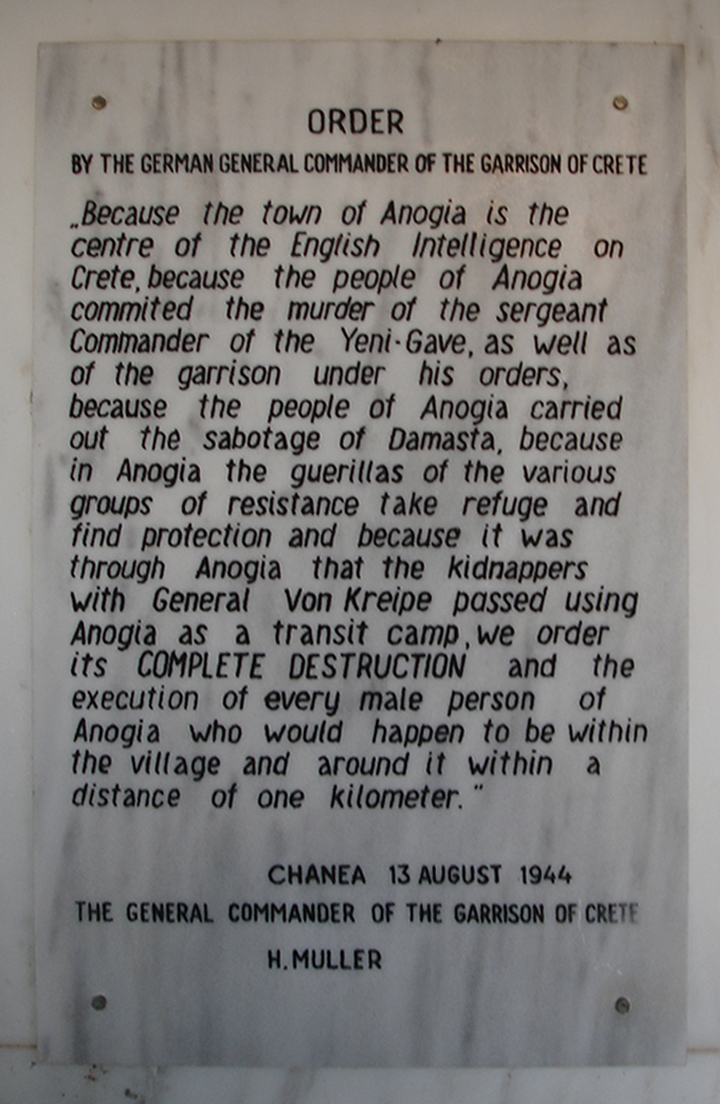 ORDER
BY THE GERMAN GENERAL COMMANDER OF THE GARRISON OF CRETE
„Because the town of Anogia is the
centre of the English Intelligence on
Crete, because the people of Anogia
commited the murder of the sergeant
Commander of the Yeni-Gave, as well as
of the garrison under his orders,
because the people of Anogia carried
out the sabotage of Damasta, because
in Anogia the guerillas of the various
groups of resistance take refuge and
find protection and because it was
through Anogia that the kidnappers
with General Von Kreipe passed using
Anogia as a transit camp, we order
its COMPLETE DESTRUCTION and the
execution of every male person of
Anogia who would happen to be within
the village and around it within a
distance of one kilometer."
CHANEA 13 AUGUST 1944
THE GENERAL COMMANDER OF THE GARRISON OF CRETE
H. MULLER